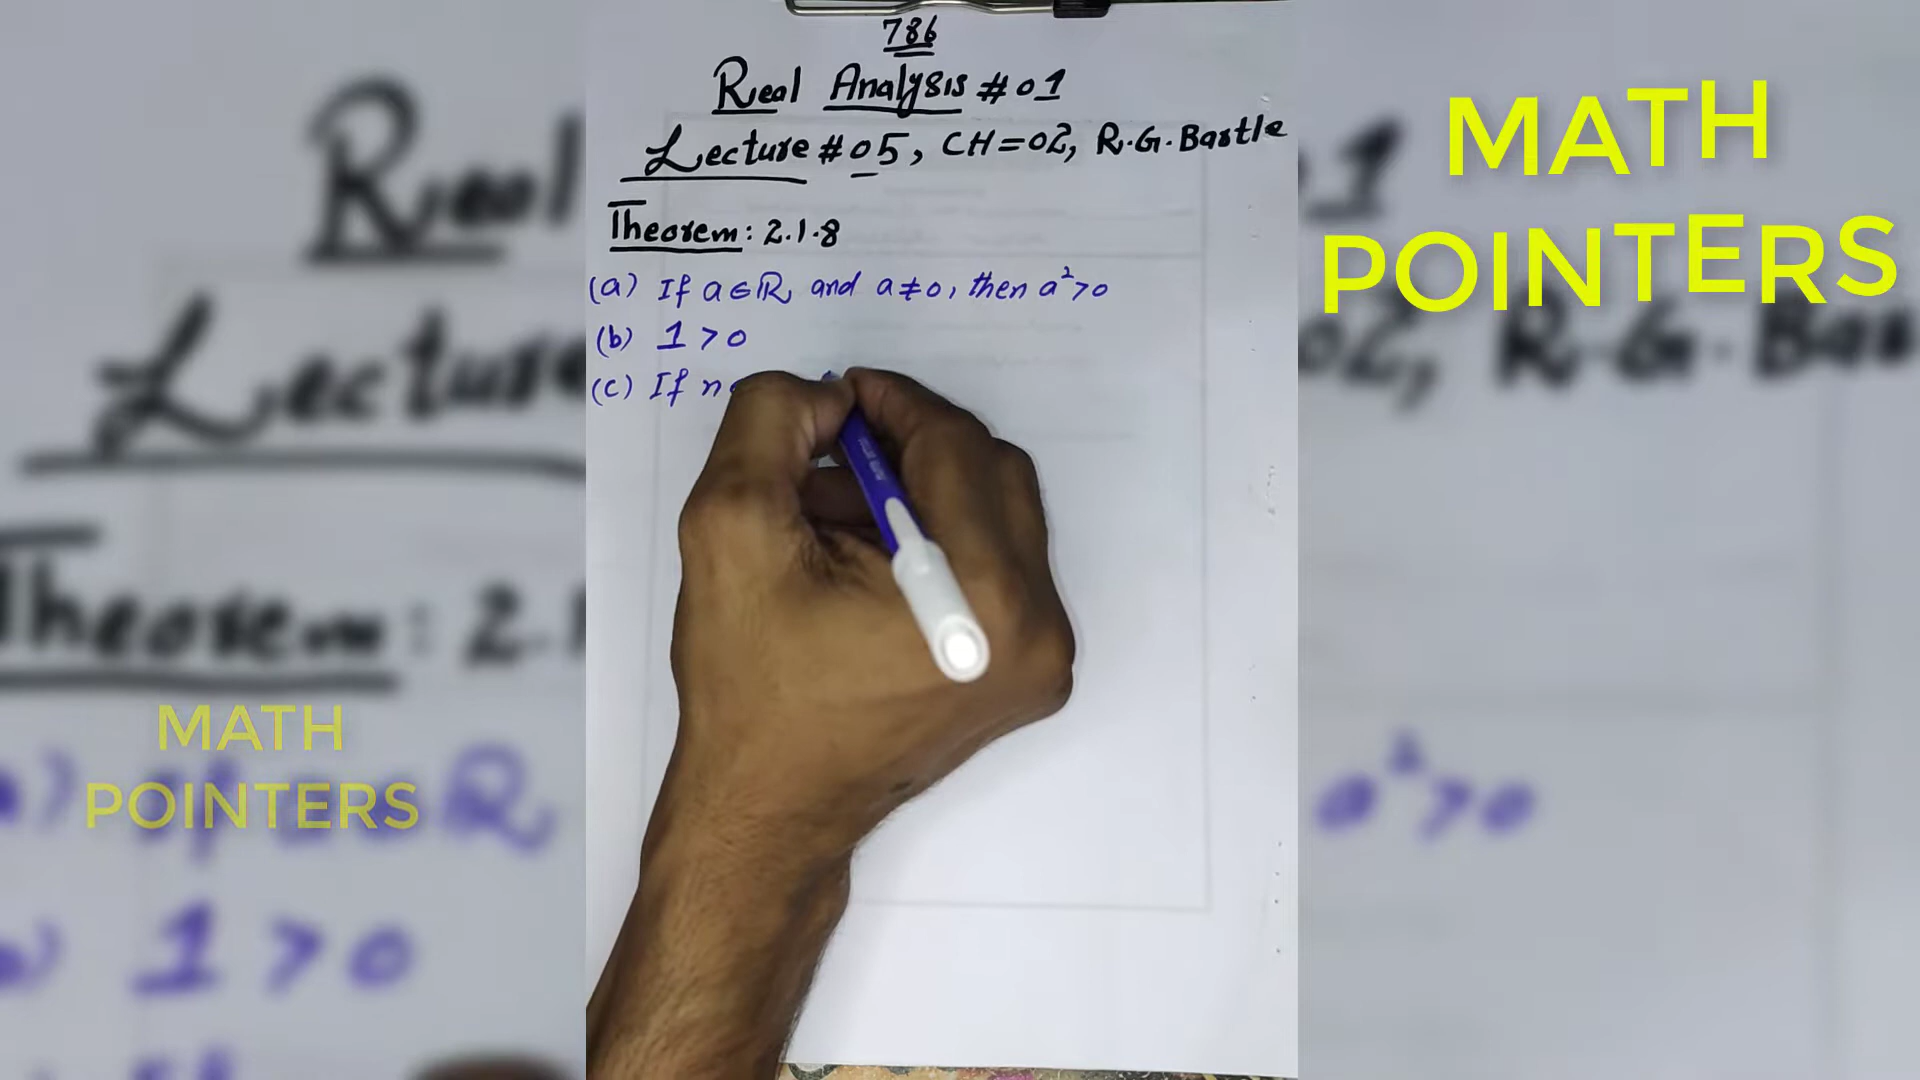 786
Real Analysis #01
Lecture #05, CH=02, R.G.Bartle
Theorem: 2.1.8
(a) If a∈ℝ and a≠0, then a²>0
(b) 1>0
(c) If n
MATH
POINTERS
MATH
POINTERS